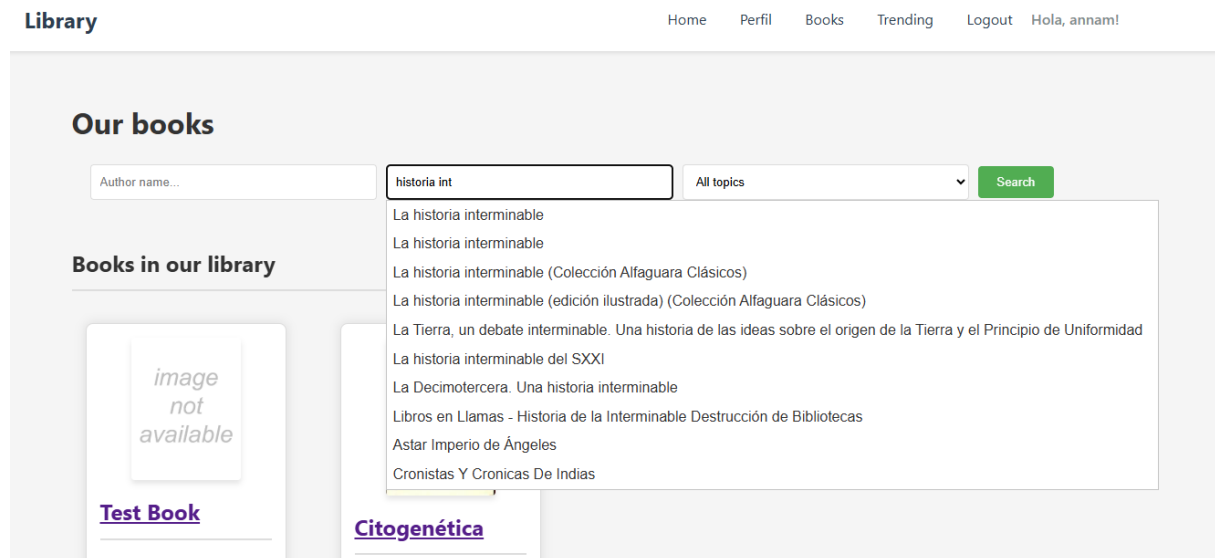 Library
Home Perfil Books Trending Logout Hola, annam!
Our books
Author name...
historia int
All topics
Search
La historia interminable
La historia interminable
La historia interminable (Colección Alfaguara Clásicos)
La historia interminable (edición ilustrada) (Colección Alfaguara Clásicos)
La Tierra, un debate interminable. Una historia de las ideas sobre el origen de la Tierra y el Principio de Uniformidad
La historia interminable del SXXI
La Decimotercera. Una historia interminable
Libros en Llamas - Historia de la Interminable Destrucción de Bibliotecas
Astar Imperio de Ángeles
Cronistas Y Cronicas De Indias
Books in our library
image
not
available
Test Book
Citogenética